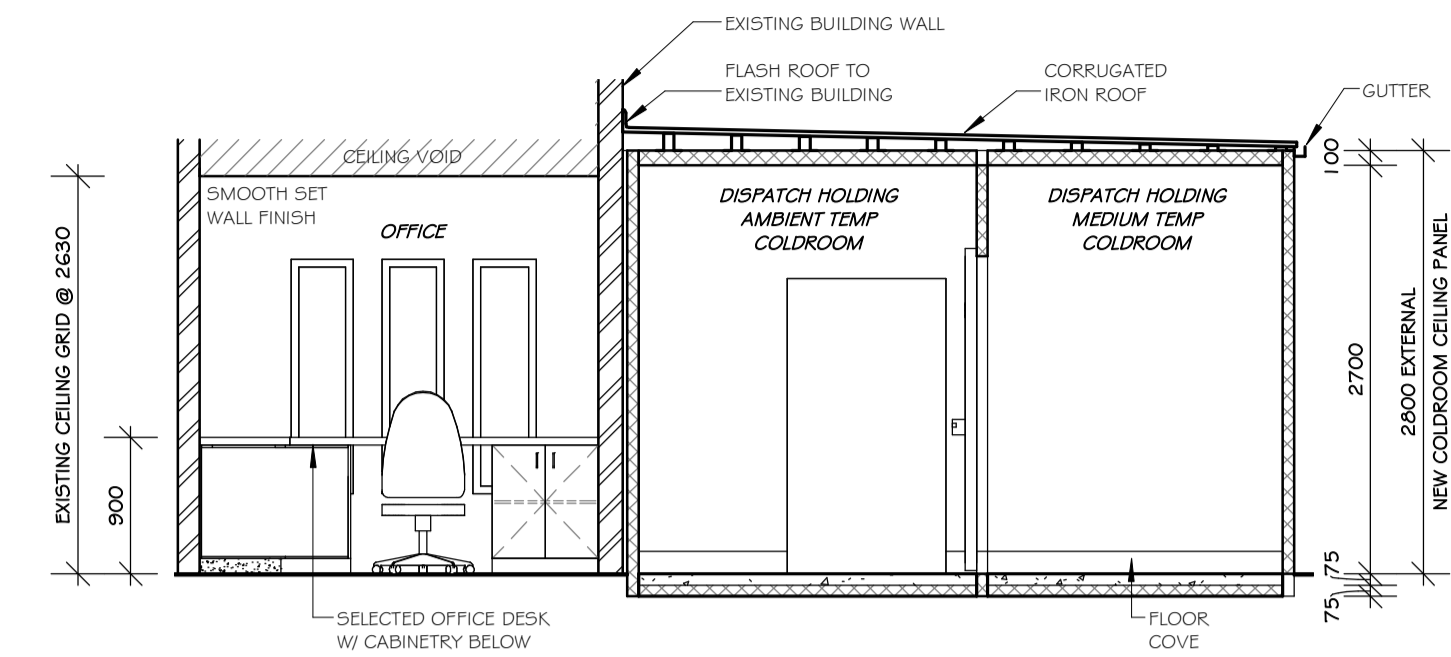 EXISTING BUILDING WALL
FLASH ROOF TO
EXISTING BUILDING
CORRUGATED
IRON ROOF
GUTTER
CEILING VOID
SMOOTH SET
WALL FINISH
OFFICE
DISPATCH HOLDING
AMBIENT TEMP
COLDROOM
DISPATCH HOLDING
MEDIUM TEMP
COLDROOM
EXISTING CEILING GRID @ 2630
900
100
2700
75
75
2800 EXTERNAL
NEW COLDROOM CEILING PANEL
SELECTED OFFICE DESK
W/ CABINETRY BELOW
FLOOR
COVE